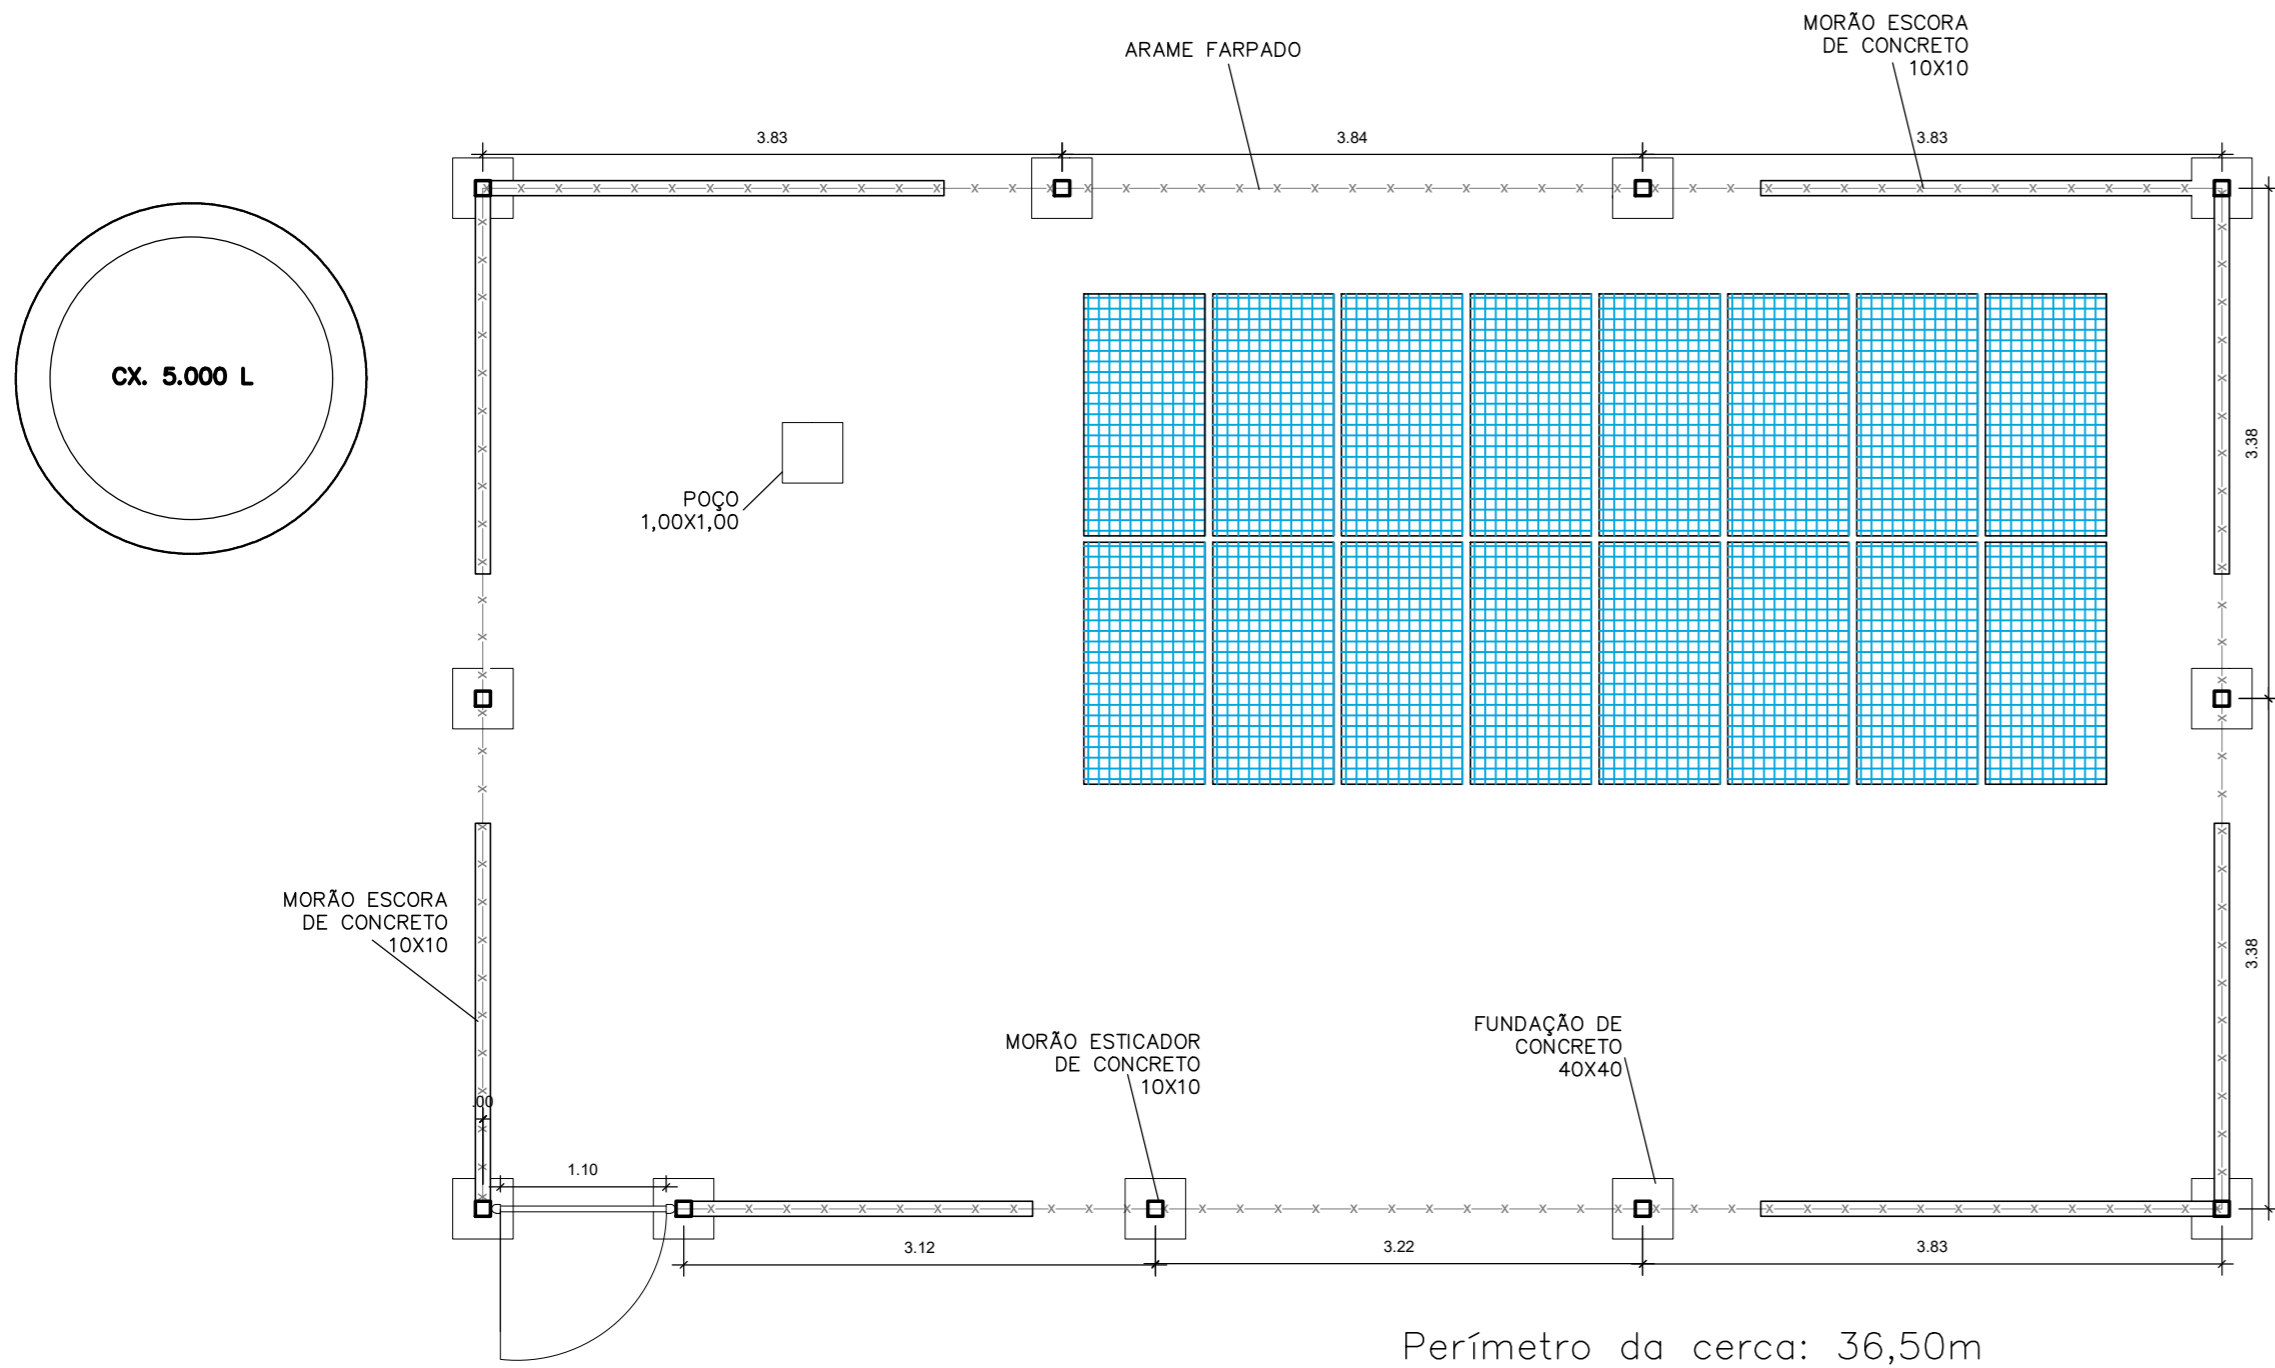 MORÃO ESCORA
DE CONCRETO
10X10
ARAME FARPADO
3.83
3.84
3.83
CX. 5.000 L
3.38
POÇO
1,00X1,00
MORÃO ESCORA
DE CONCRETO
10X10
3.38
MORÃO ESTICADOR
DE CONCRETO
10X10
FUNDAÇÃO DE
CONCRETO
40X40
.00
1.10
3.12
3.22
3.83
Perímetro da cerca: 36,50m